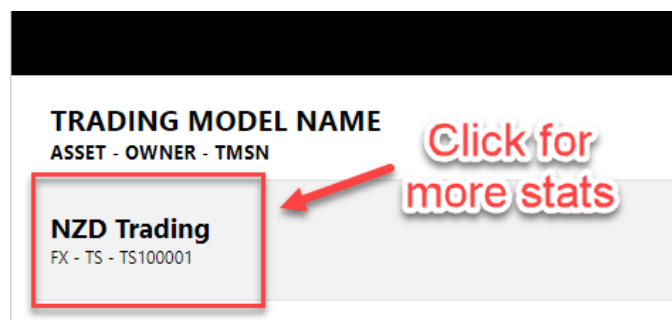 TRADING MODEL NAME
ASSET - OWNER - TMSN
Click for
more stats
NZD Trading
FX - TS - TS100001